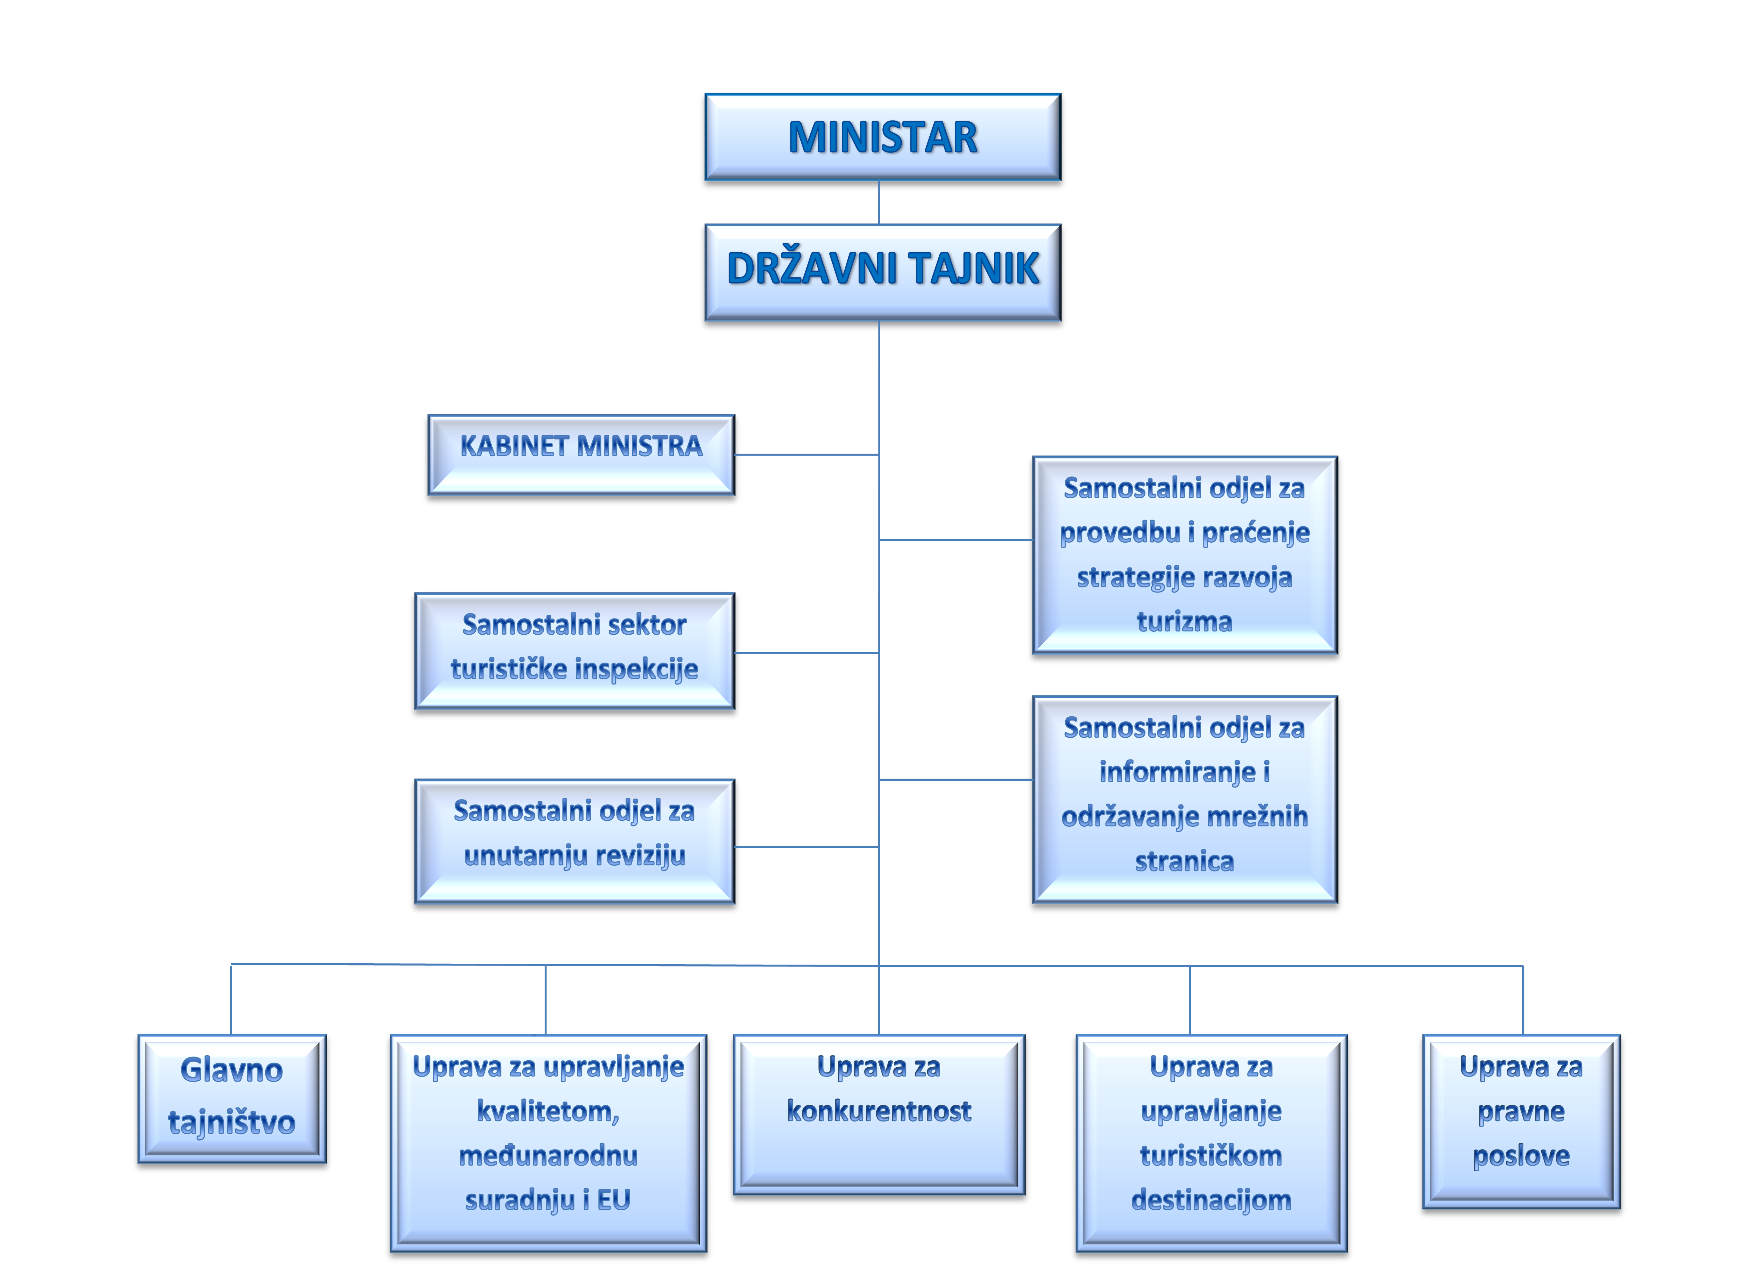 MINISTAR
DRŽAVNI TAJNIK
KABINET MINISTRA
Samostalni odjel za
provedbu i praćenje
strategije razvoja
turizma
Samostalni sektor
turističke inspekcije
Samostalni odjel za
informiranje i
održavanje mrežnih
stranica
Samostalni odjel za
unutarnju reviziju
Glavno
tajništvo
Uprava za upravljanje
kvalitetom,
međunarodnu
suradnju i EU
Uprava za
konkurentnost
Uprava za
upravljanje
turističkom
destinacijom
Uprava za
pravne
poslove